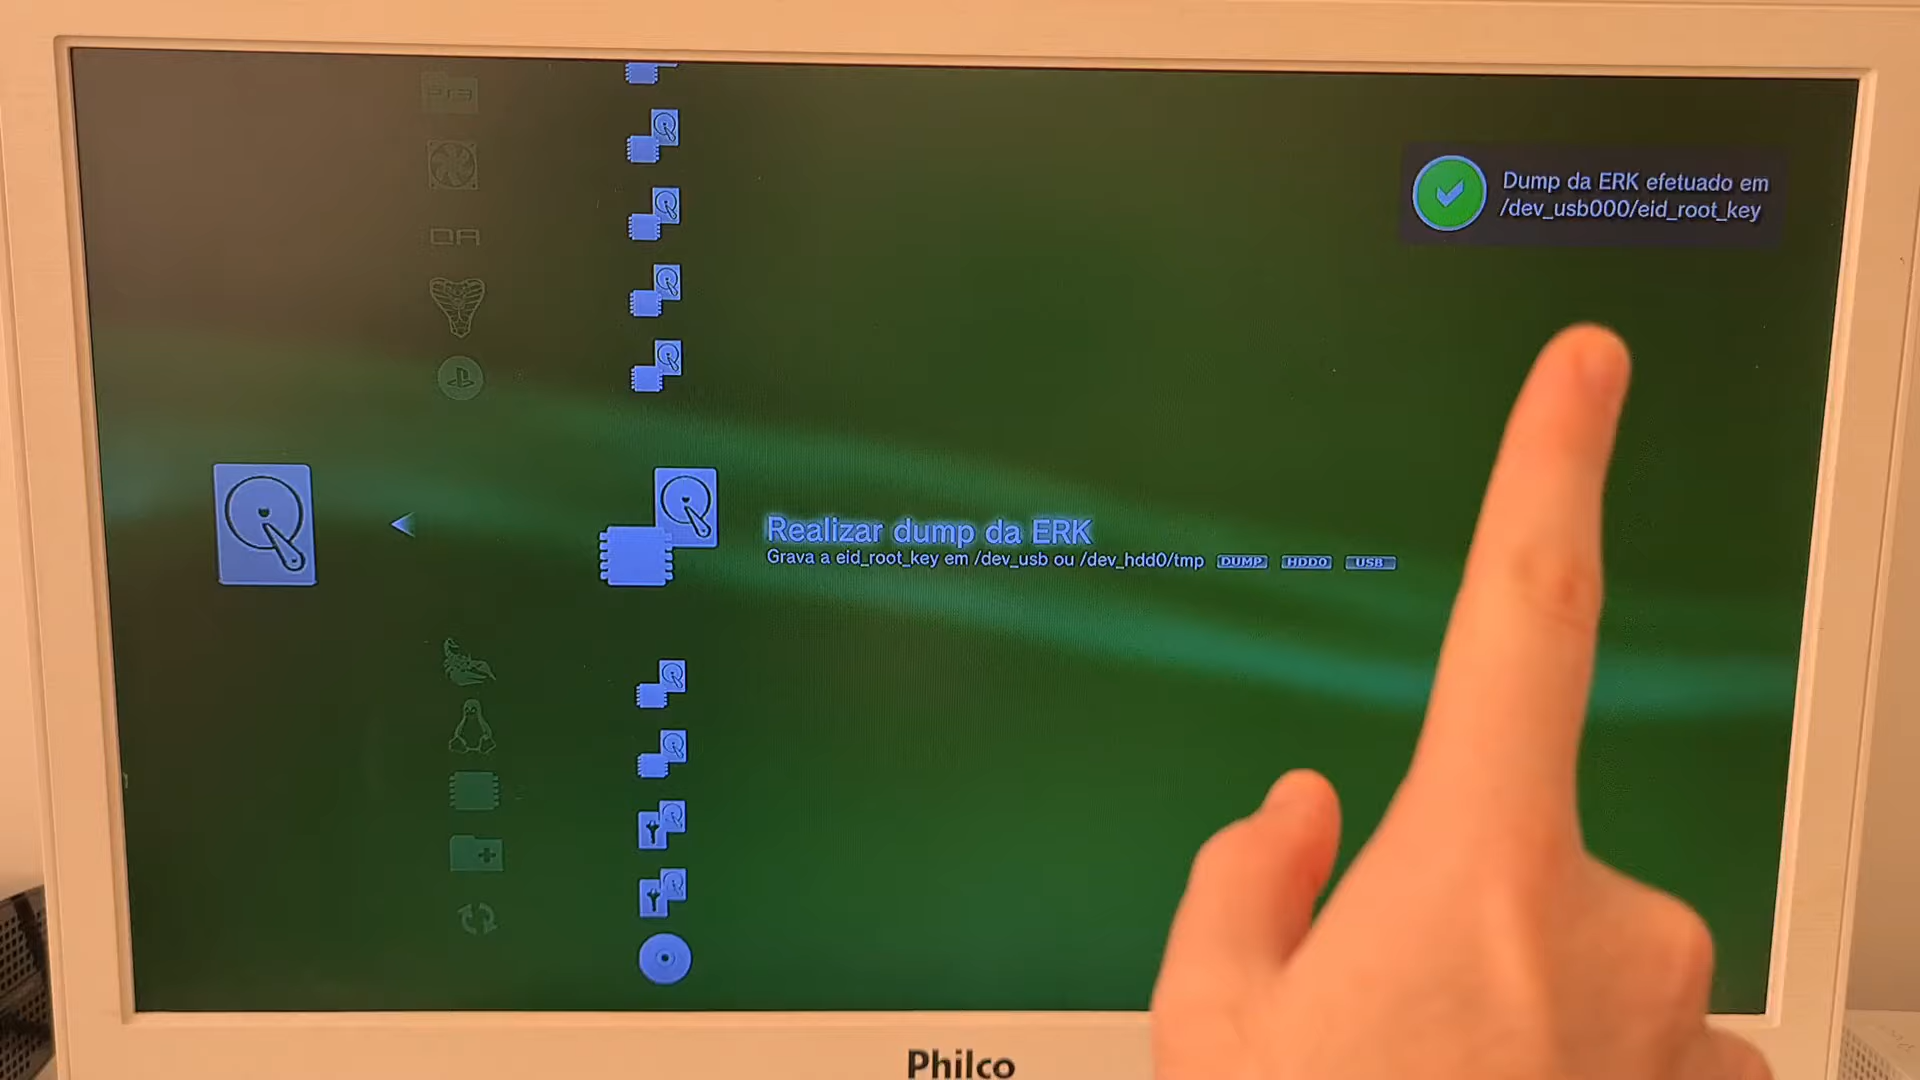 Dump da ERK efetuado em
/dev_usb000/eid_root_key
Realizar dump da ERK
Grava a eid_root_key em /dev_usb ou /dev_hdd0/tmp DUMP HDD0 USB
Philco